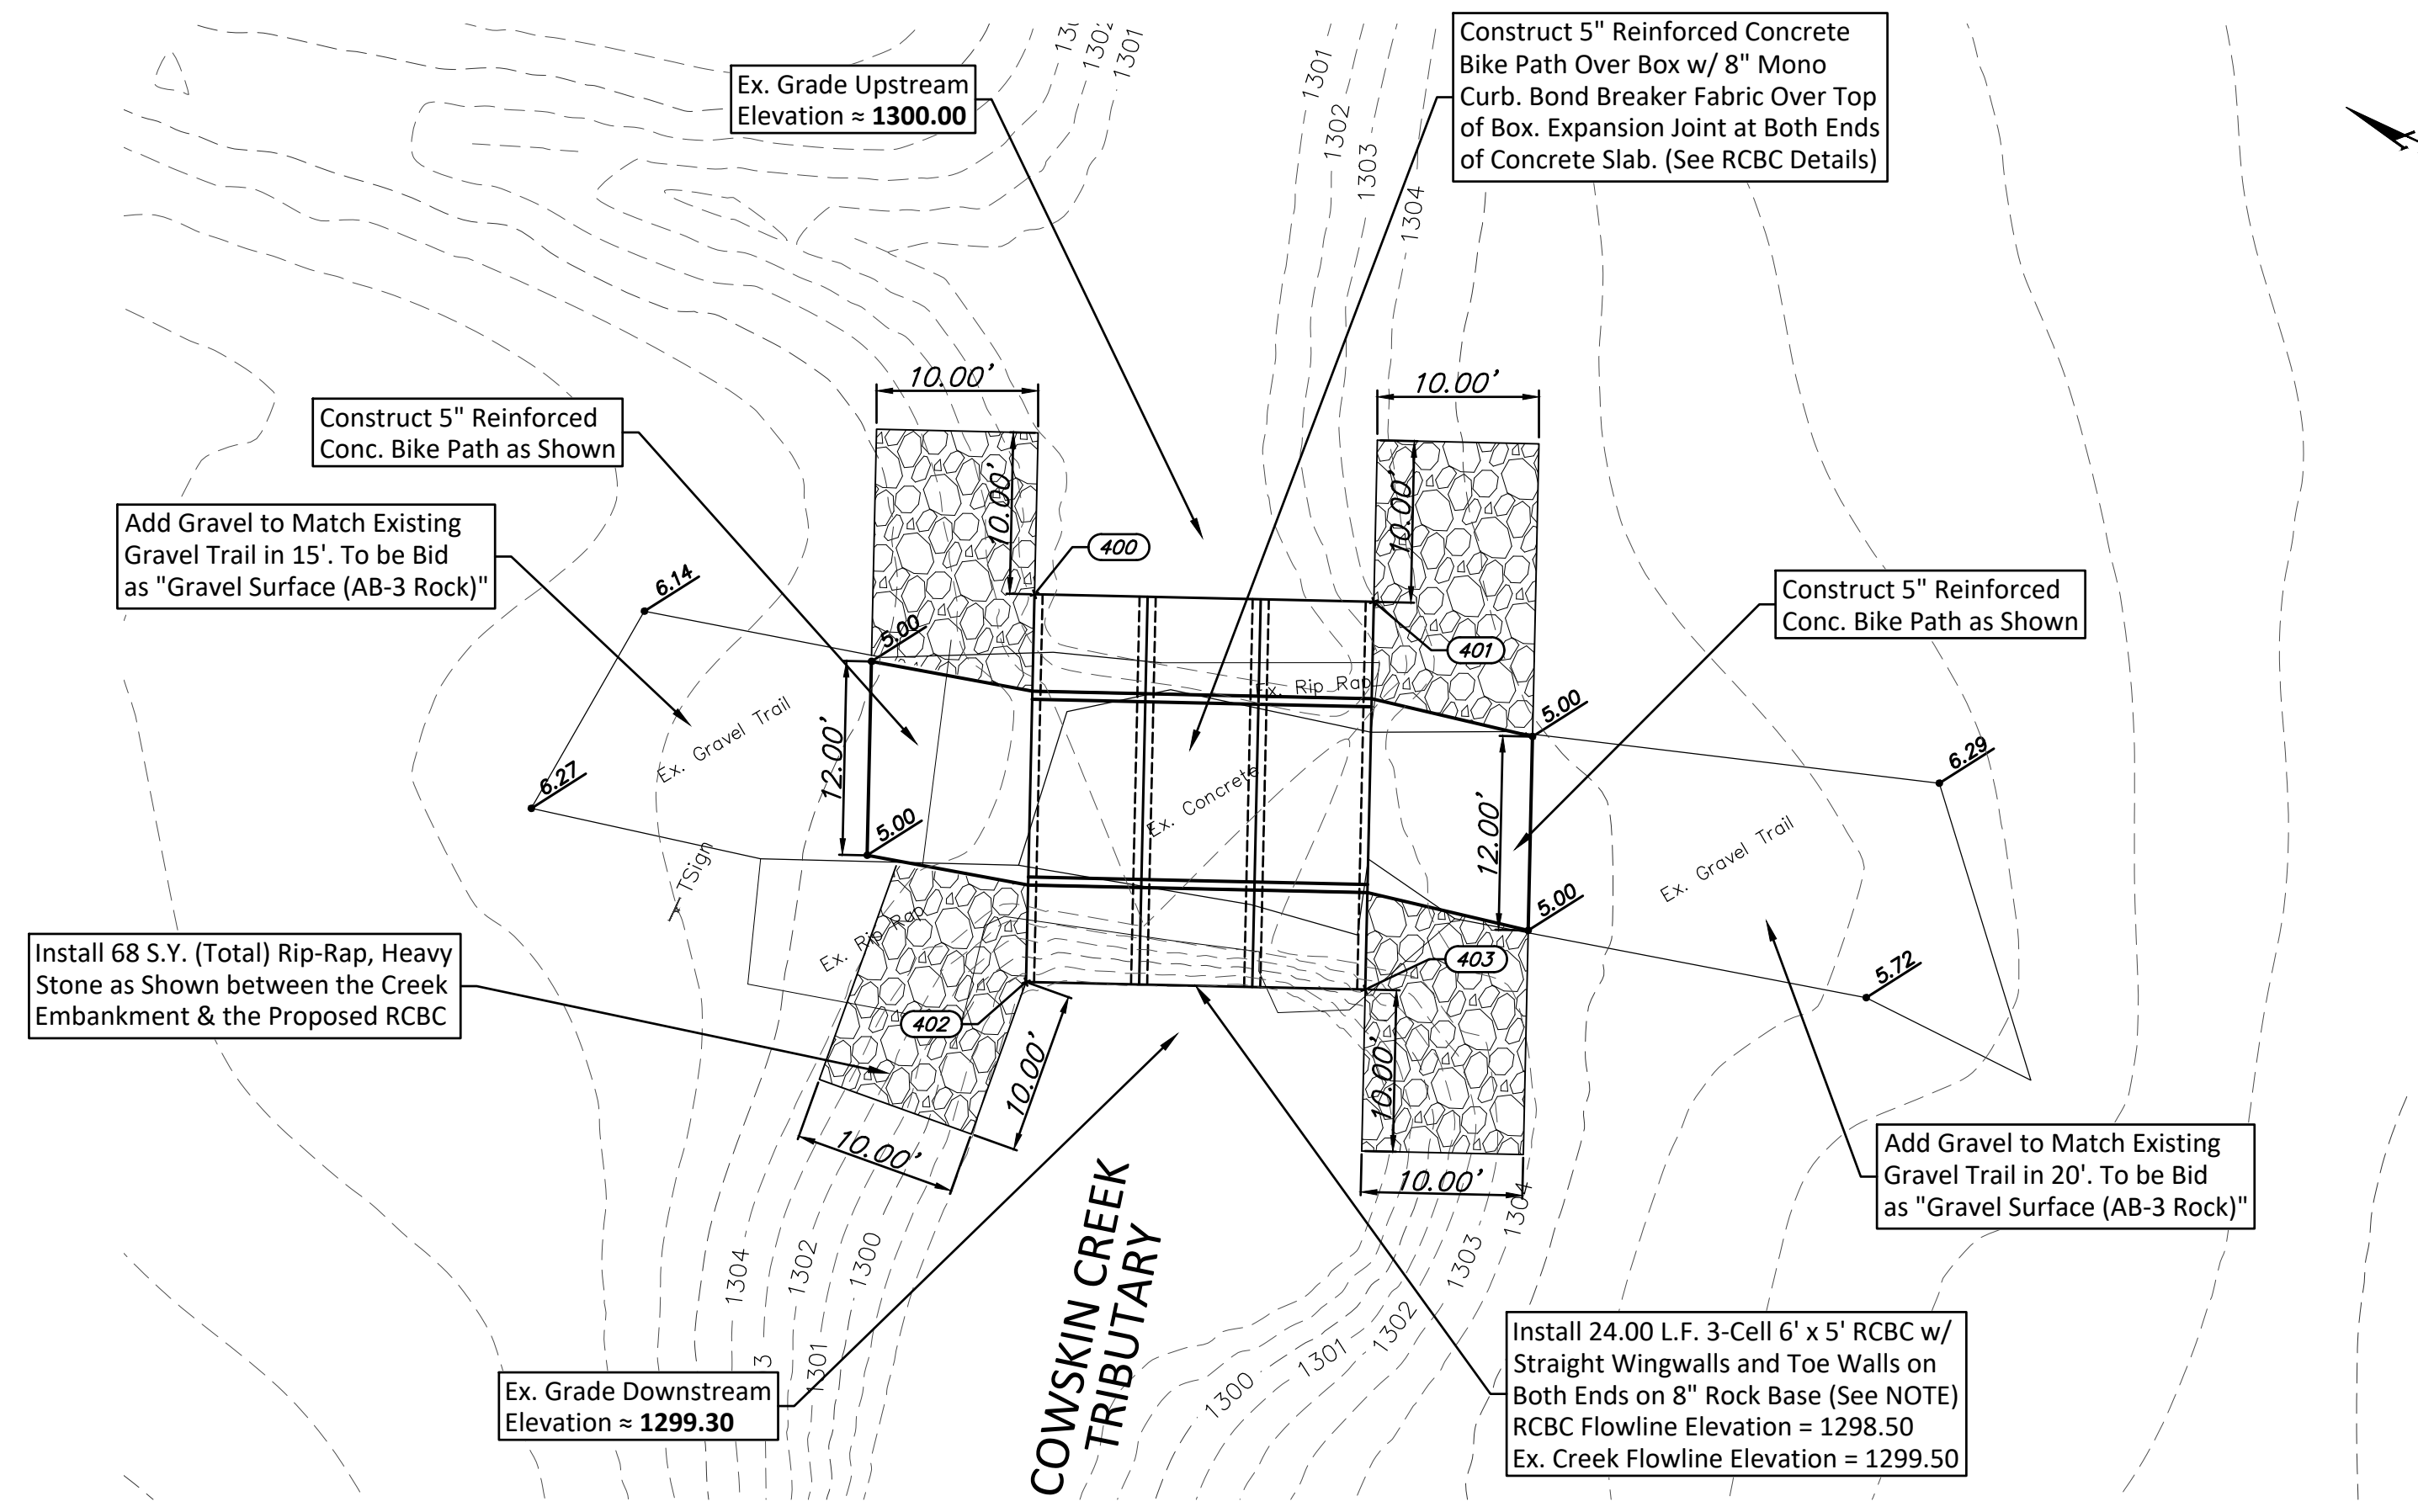 130
1302
1301
Ex. Grade Upstream
Elevation ≈ 1300.00
Construct 5" Reinforced Concrete
Bike Path Over Box w/ 8" Mono
Curb. Bond Breaker Fabric Over Top
of Box. Expansion Joint at Both Ends
of Concrete Slab. (See RCBC Details)
1301
1302
1303
1304
10.00'
10.00'
Construct 5" Reinforced
Conc. Bike Path as Shown
10.00'
10.00'
Add Gravel to Match Existing
Gravel Trail in 15'. To be Bid
as "Gravel Surface (AB-3 Rock)"
400
6.14
5.00
401
Construct 5" Reinforced
Conc. Bike Path as Shown
Ex. Rip Rap
5.00
Ex. Gravel Trail
12.00'
6.27
6.29
Ex. Concrete
5.00
12.00'
Ex. Gravel Trail
TSign
5.00
Ex. Rip Rap
403
5.72
Install 68 S.Y. (Total) Rip-Rap, Heavy
Stone as Shown between the Creek
Embankment & the Proposed RCBC
402
10.00'
10.00'
10.00'
10.00'
Add Gravel to Match Existing
Gravel Trail in 20'. To be Bid
as "Gravel Surface (AB-3 Rock)"
COWSKIN CREEK
TRIBUTARY
1304
1303
1302
1301
1300
1304
3
1302
1301
1300
Ex. Grade Downstream
Elevation ≈ 1299.30
Install 24.00 L.F. 3-Cell 6' x 5' RCBC w/
Straight Wingwalls and Toe Walls on
Both Ends on 8" Rock Base (See NOTE)
RCBC Flowline Elevation = 1298.50
Ex. Creek Flowline Elevation = 1299.50